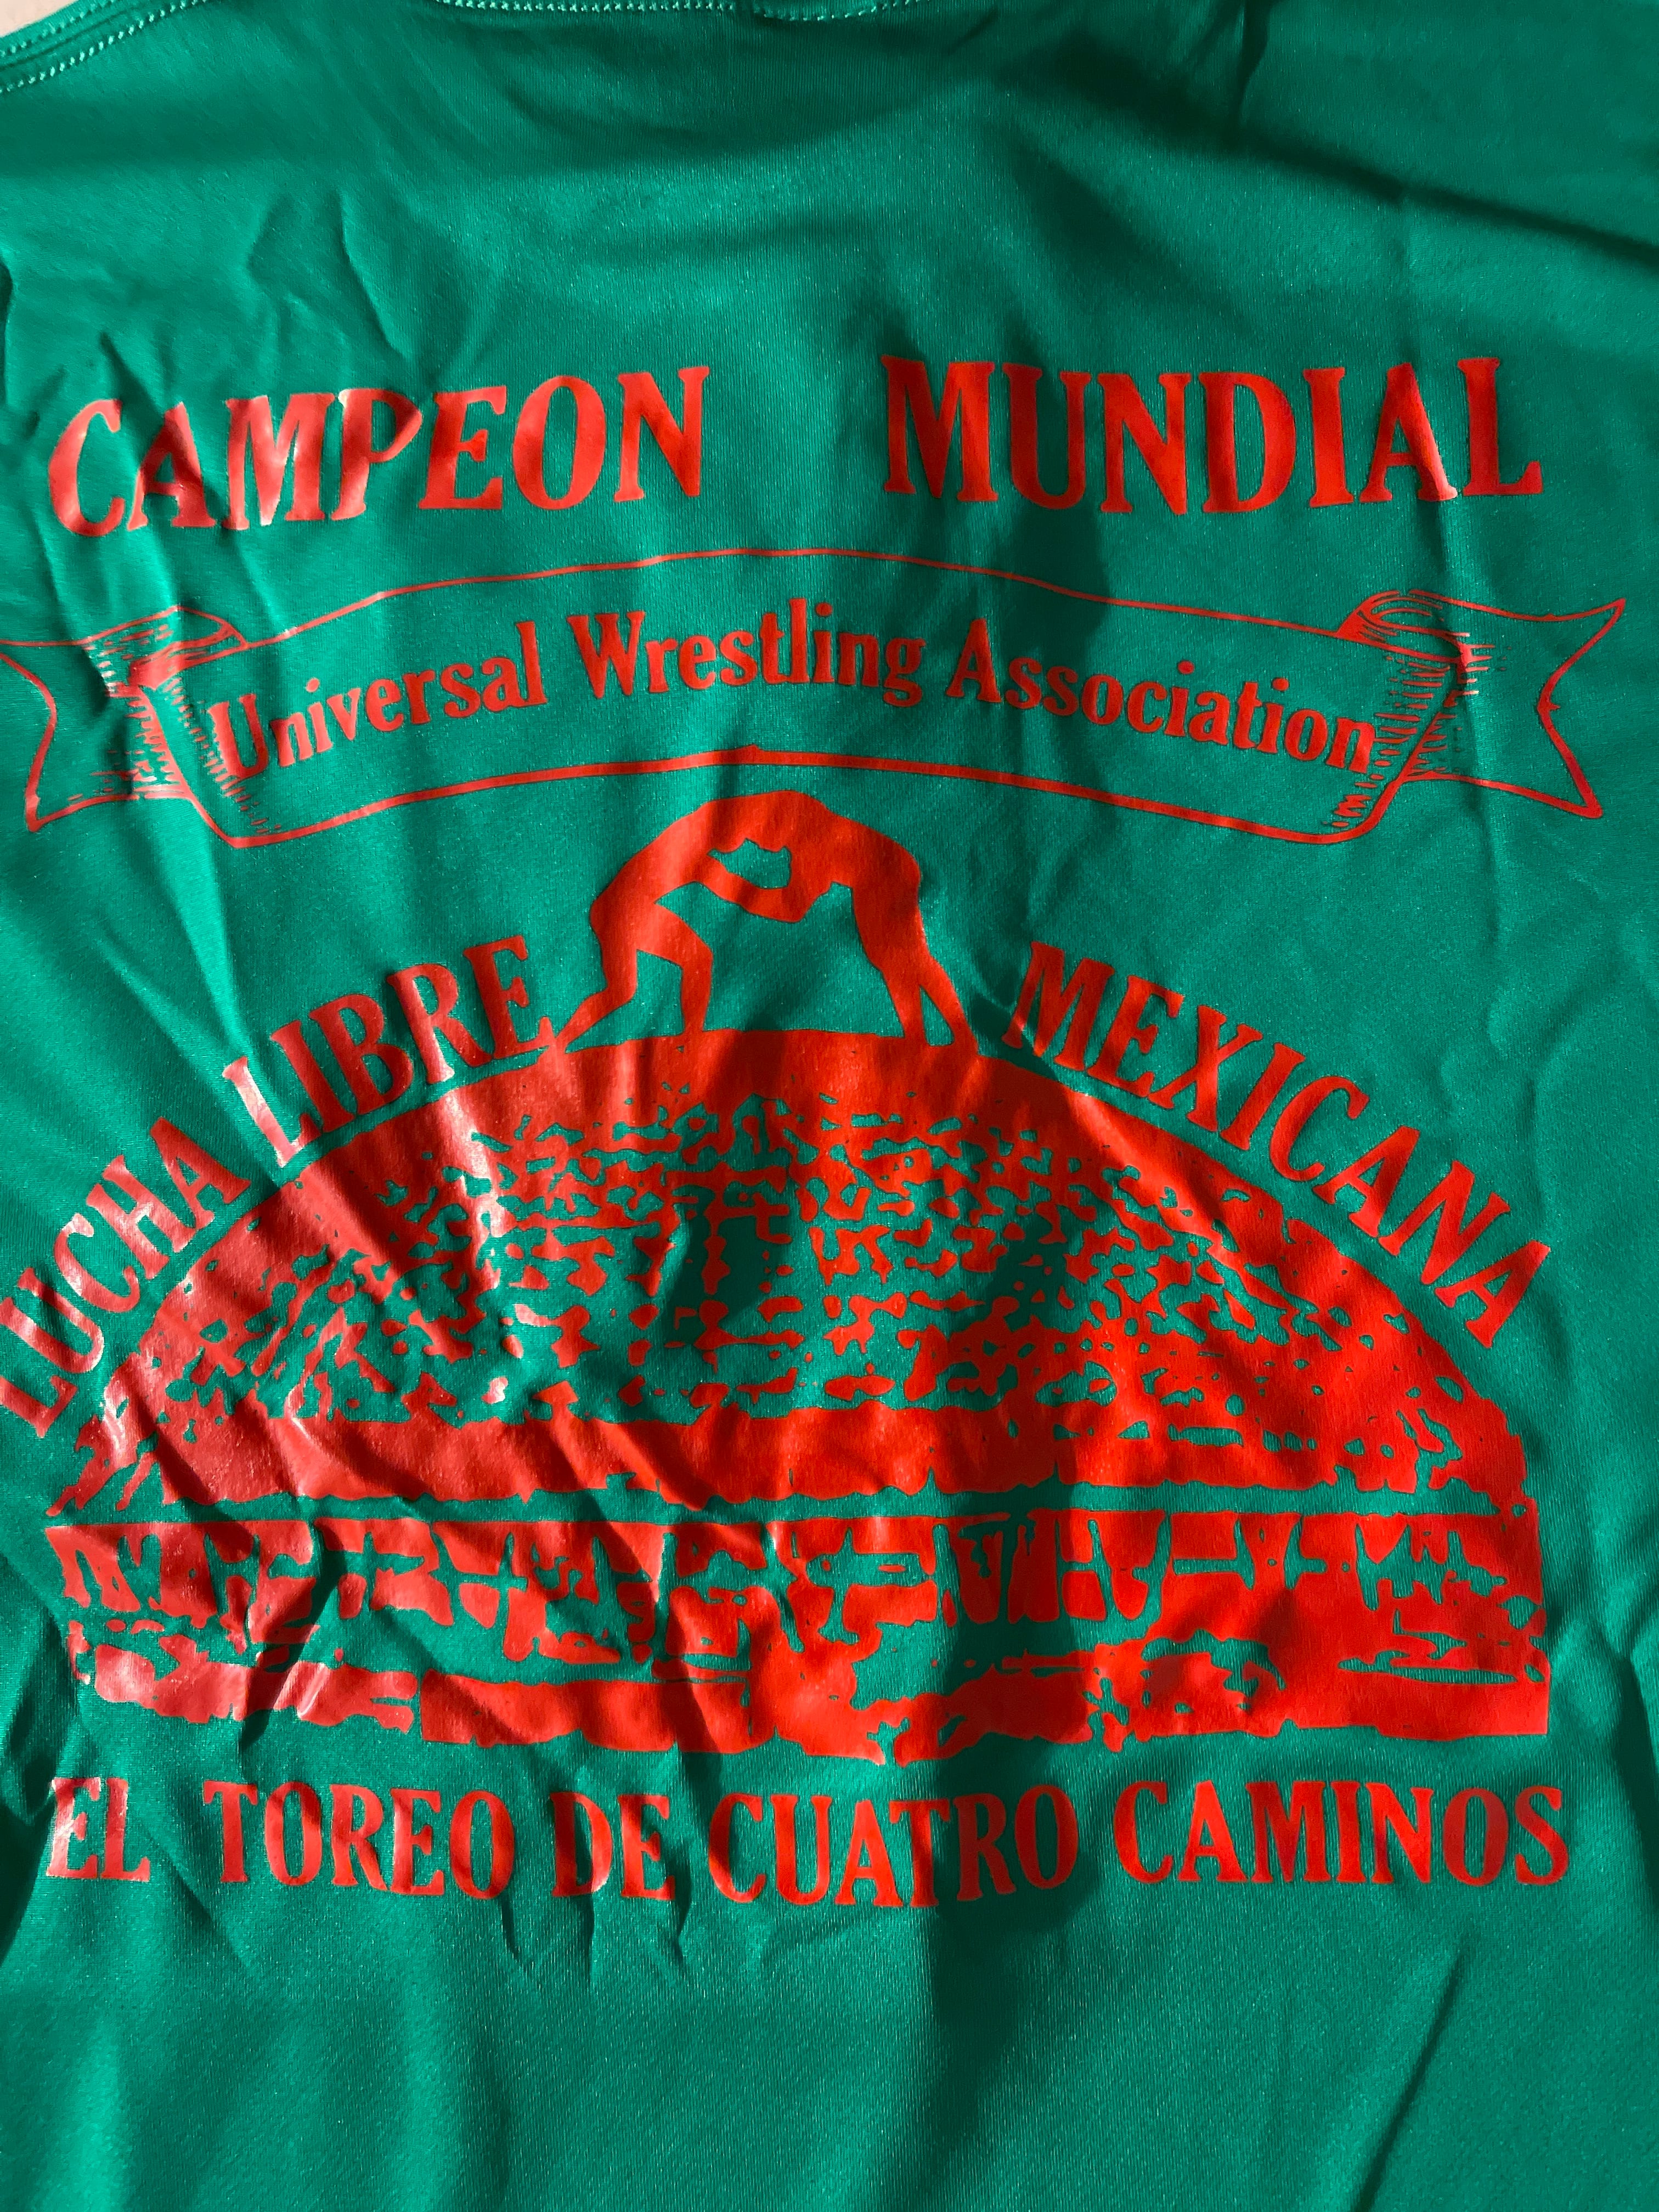 CAMPEON MUNDIAL
Universal Wrestling Association
LUCHA LIBRE MEXICANA
EL TOREO DE CUATRO CAMINOS